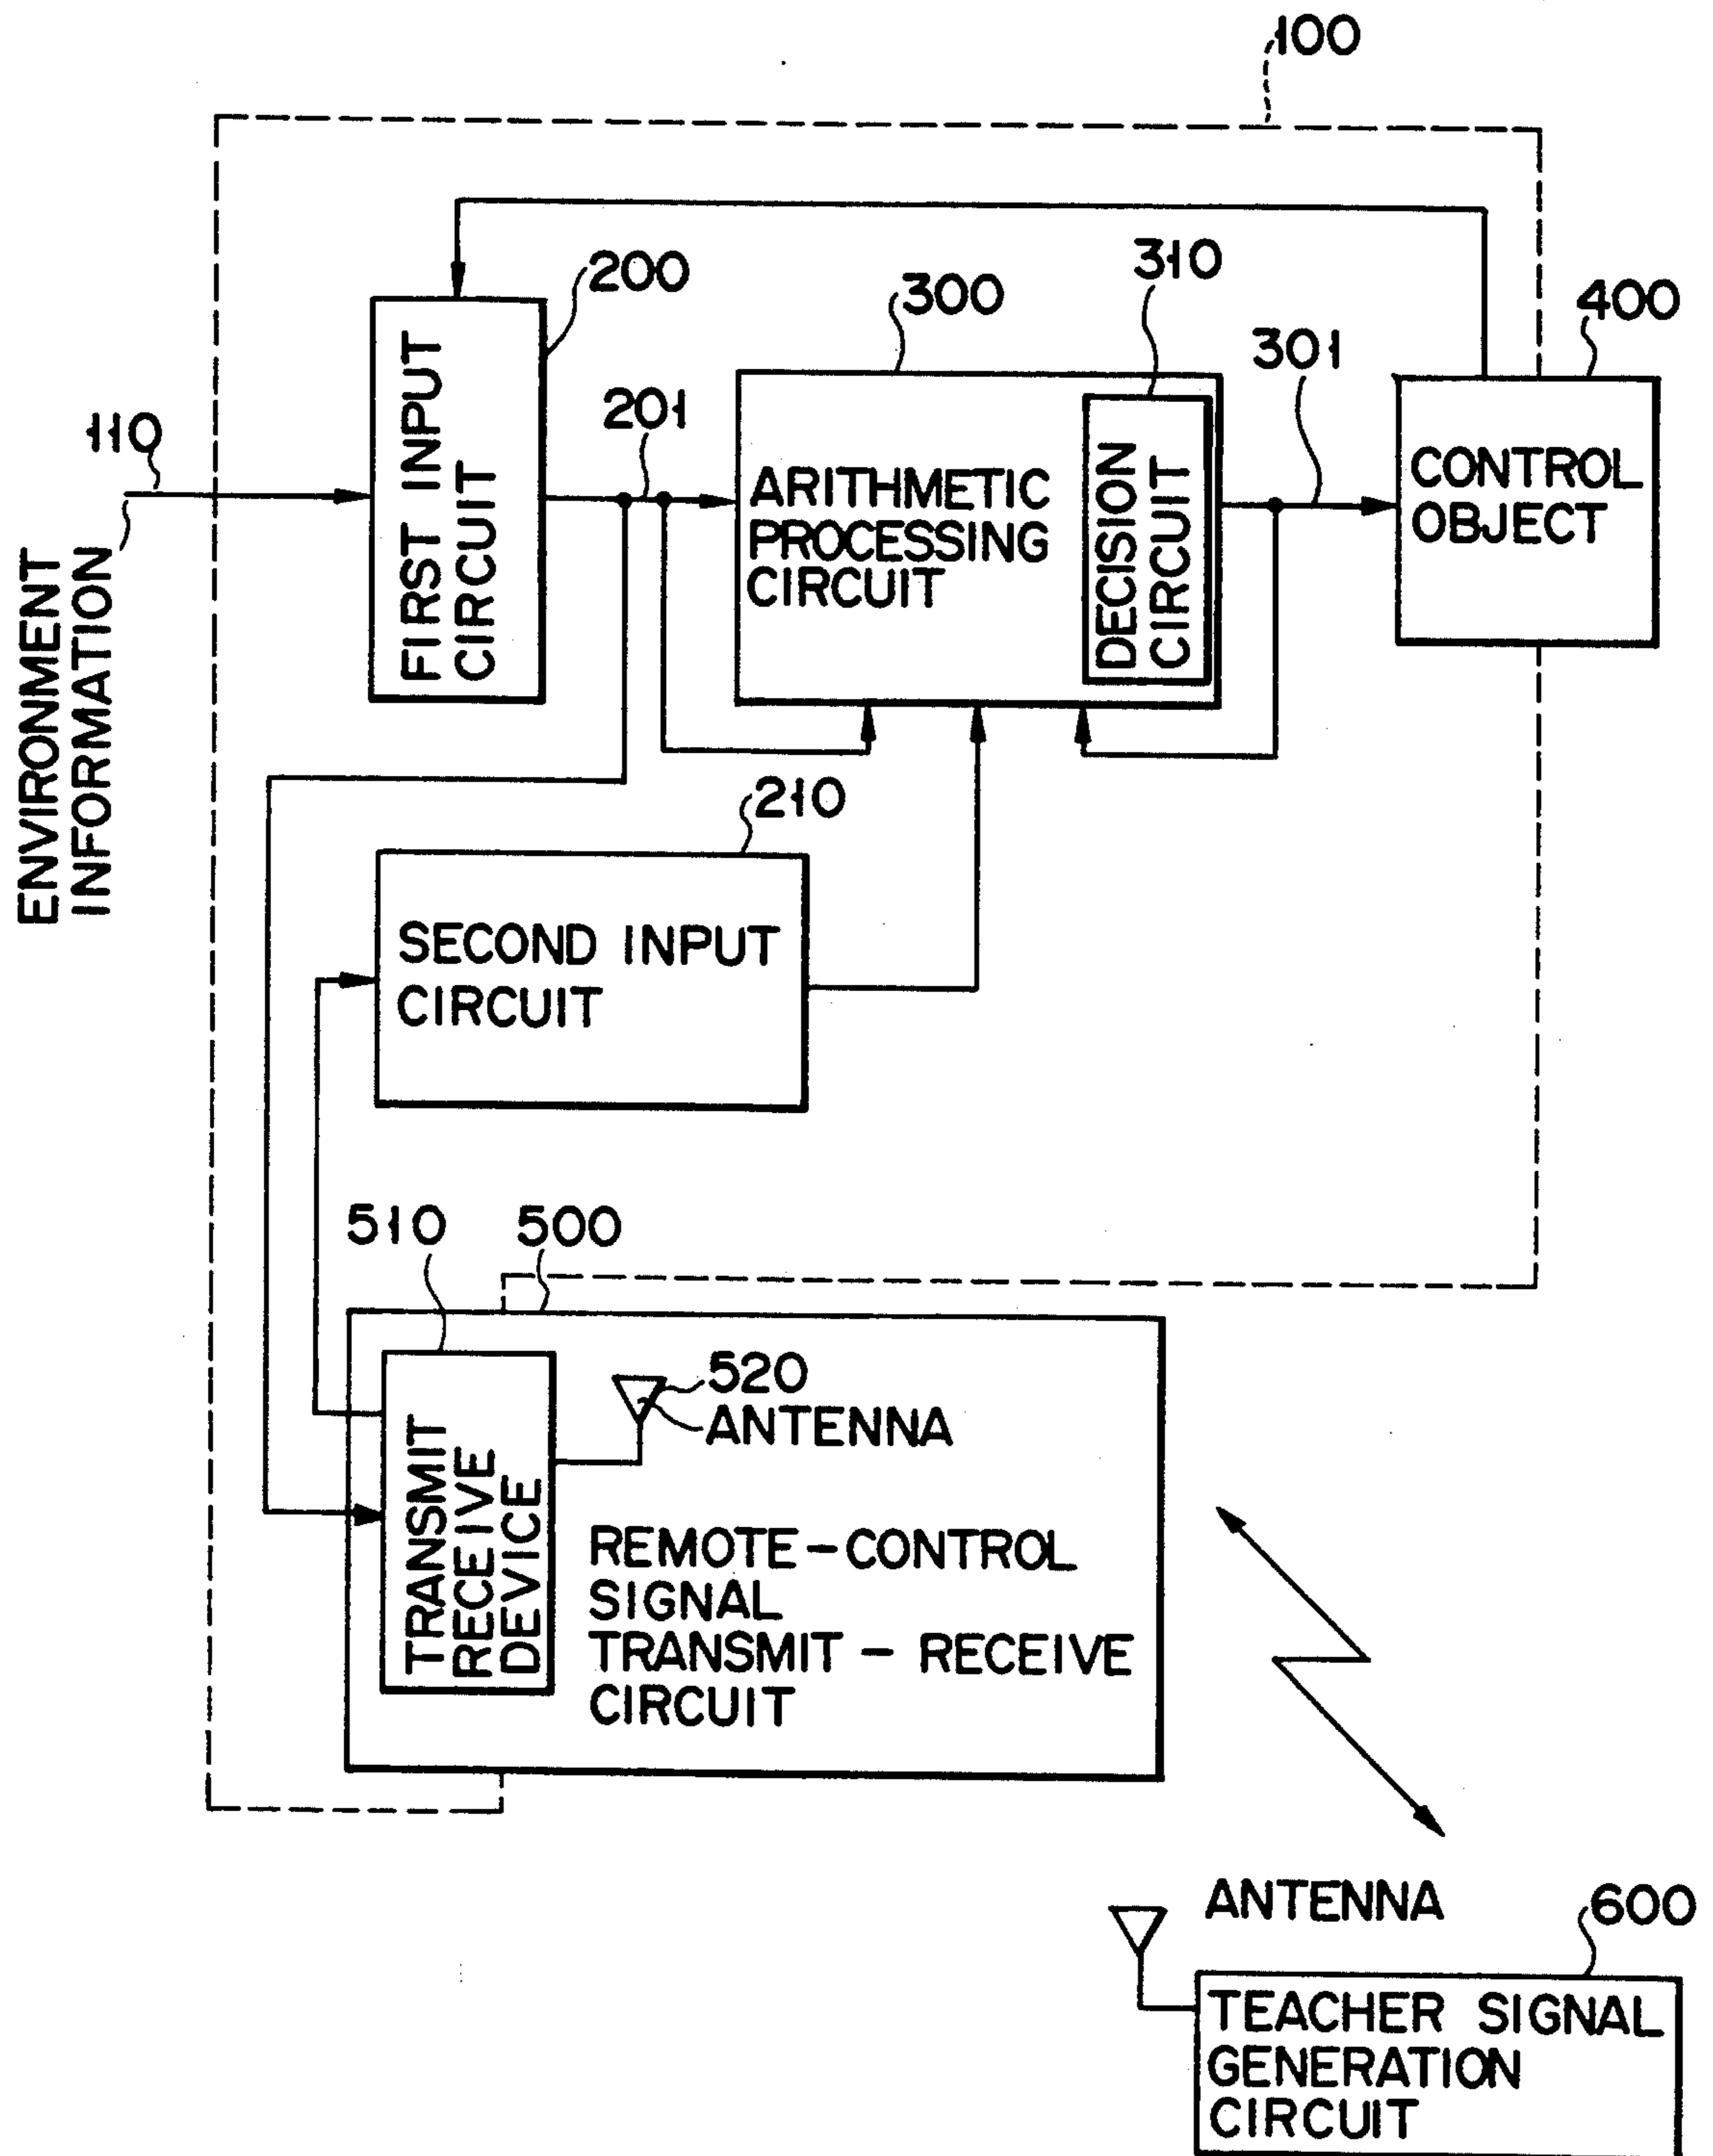 100
200
300
310
400
301
201
110
FIRST INPUT
CIRCUIT
ARITHMETIC
PROCESSING
CIRCUIT
DECISION
CIRCUIT
CONTROL
OBJECT
ENVIRONMENT
INFORMATION
210
SECOND INPUT
CIRCUIT
510
500
520
ANTENNA
TRANSMIT
RECEIVE
DEVICE
REMOTE-CONTROL
SIGNAL
TRANSMIT - RECEIVE
CIRCUIT
ANTENNA
600
TEACHER SIGNAL
GENERATION
CIRCUIT